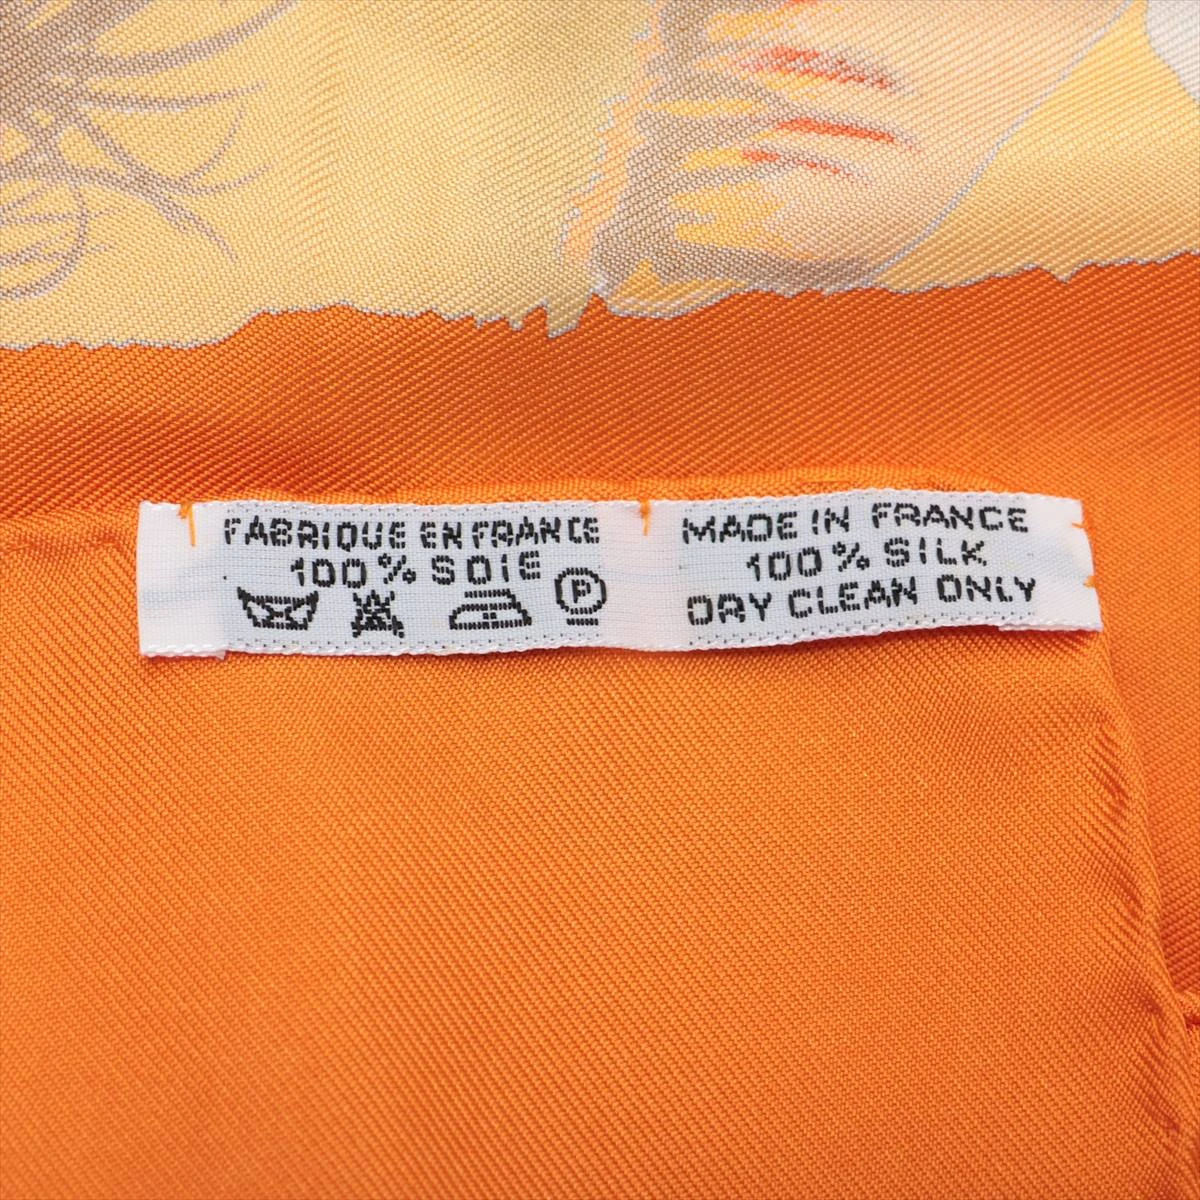 FABRIQUE EN FRANCE
100 % SOIE
P
MADE IN FRANCE
100 % SILK
DRY CLEAN ONLY